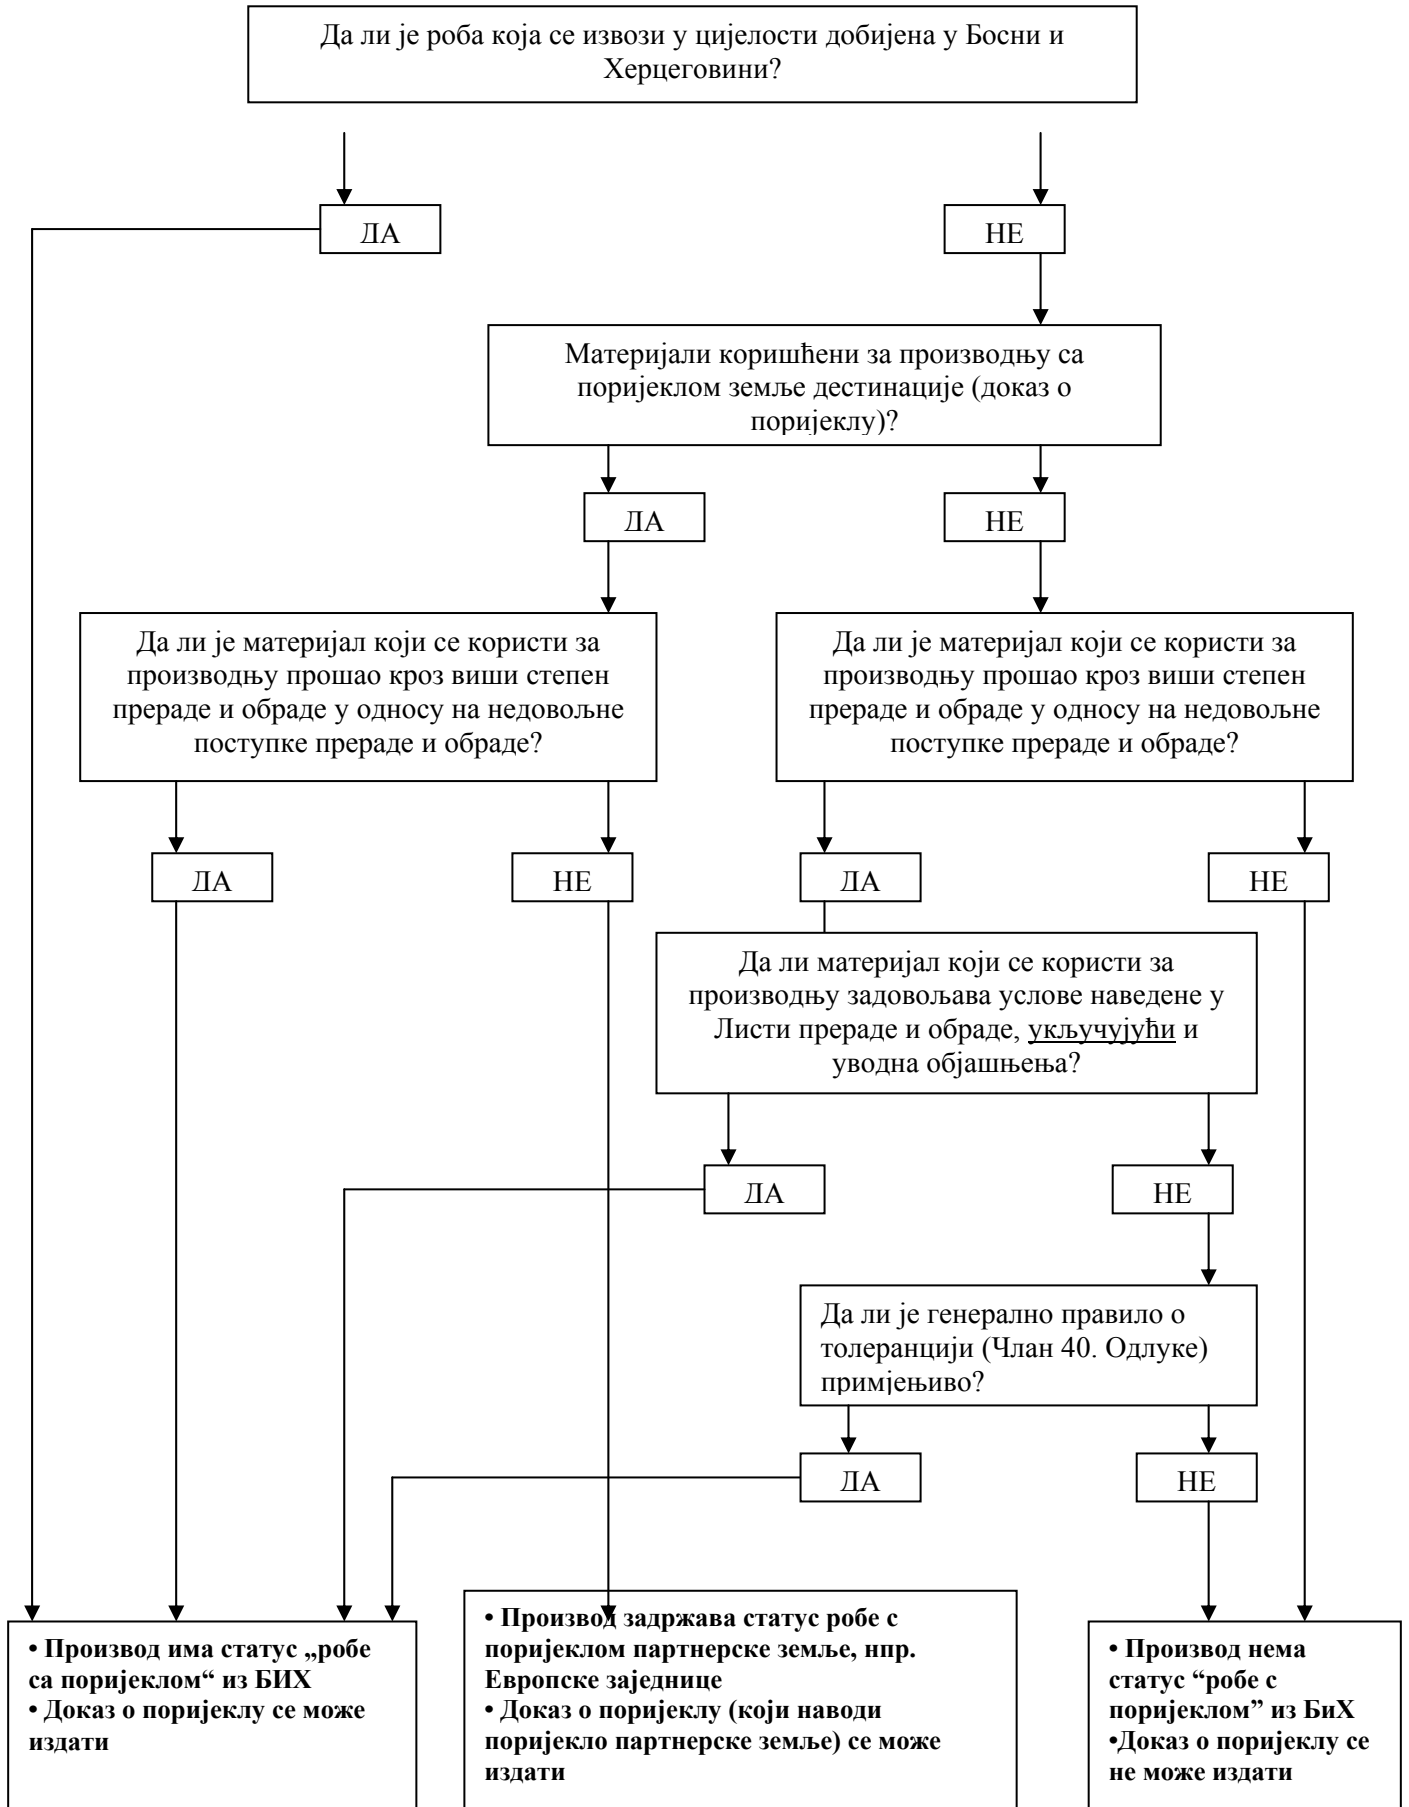 Да ли је роба која се извози у цијелости добијена у Босни и
Херцеговини?
ДА
НЕ
Материјали коришћени за производњу са
поријеклом земље дестинације (доказ о
поријеклу)?
ДА
НЕ
Да ли је материјал који се користи за
производњу прошао кроз виши степен
прераде и обраде у односу на недовољне
поступке прераде и обраде?
Да ли је материјал који се користи за
производњу прошао кроз виши степен
прераде и обраде у односу на недовољне
поступке прераде и обраде?
ДА
НЕ
ДА
НЕ
Да ли материјал који се користи за
производњу задовољава услове наведене у
Листи прераде и обраде, укључујући и
уводна објашњења?
ДА
НЕ
Да ли је генерално правило о
толеранцији (Члан 40. Одлуке)
примјењиво?
ДА
НЕ
• Производ има статус „робе
са поријеклом“ из БИХ
• Доказ о поријеклу се може
издати
• Производ задржава статус робе с
поријеклом партнерске земље, нпр.
Европске заједнице
• Доказ о поријеклу (који наводи
поријекло партнерске земље) се може
издати
• Производ нема
статус “робе с
поријеклом” из БиХ
•Доказ о поријеклу се
не може издати